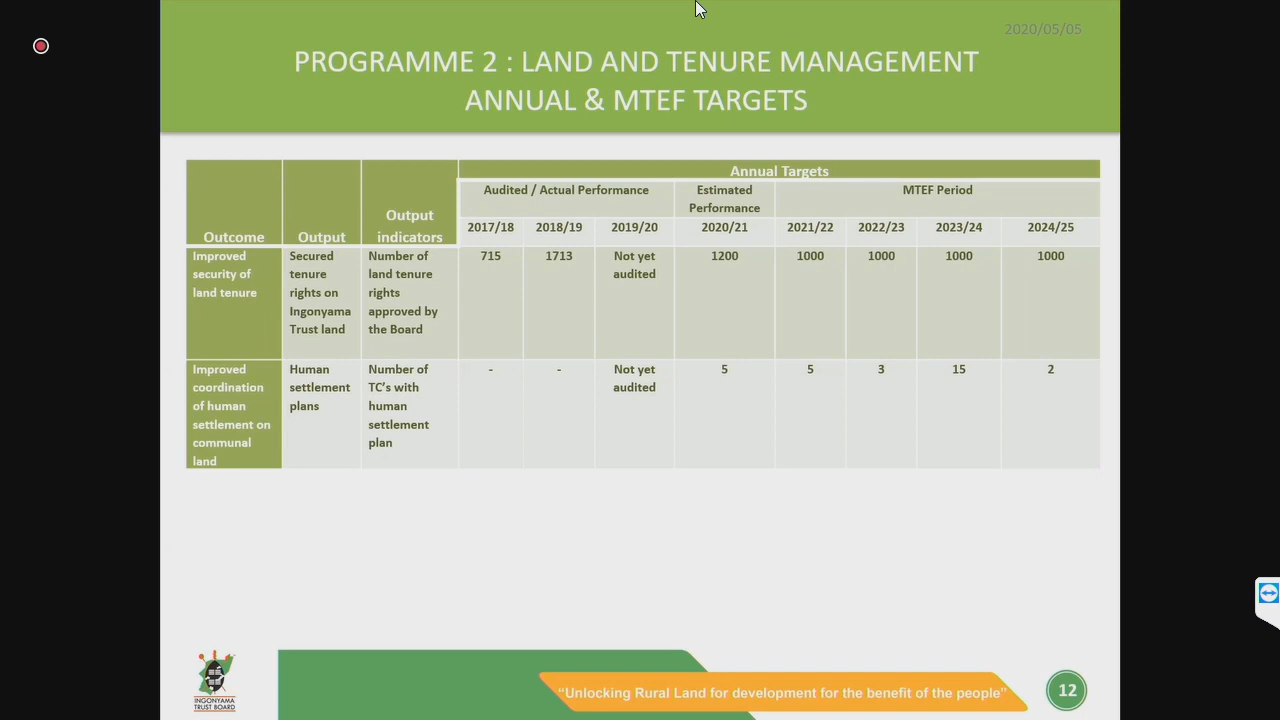 2020/05/05
PROGRAMME 2 : LAND AND TENURE MANAGEMENT
ANNUAL & MTEF TARGETS
Outcome
Output
Output
indicators
Annual Targets
Audited / Actual Performance
Estimated
Performance
MTEF Period
2017/18
2018/19
2019/20
2020/21
2021/22
2022/23
2023/24
2024/25
Improved
security of
land tenure
Secured
tenure
rights on
Ingonyama
Trust land
Number of
land tenure
rights
approved by
the Board
715
1713
Not yet
audited
1200
1000
1000
1000
1000
Improved
coordination
of human
settlement on
communal
land
Human
settlement
plans
Number of
TC's with
human
settlement
plan
-
-
Not yet
audited
5
5
3
15
2
INGONYAMA
TRUST BOARD
"Unlocking Rural Land for development for the benefit of the people"
12